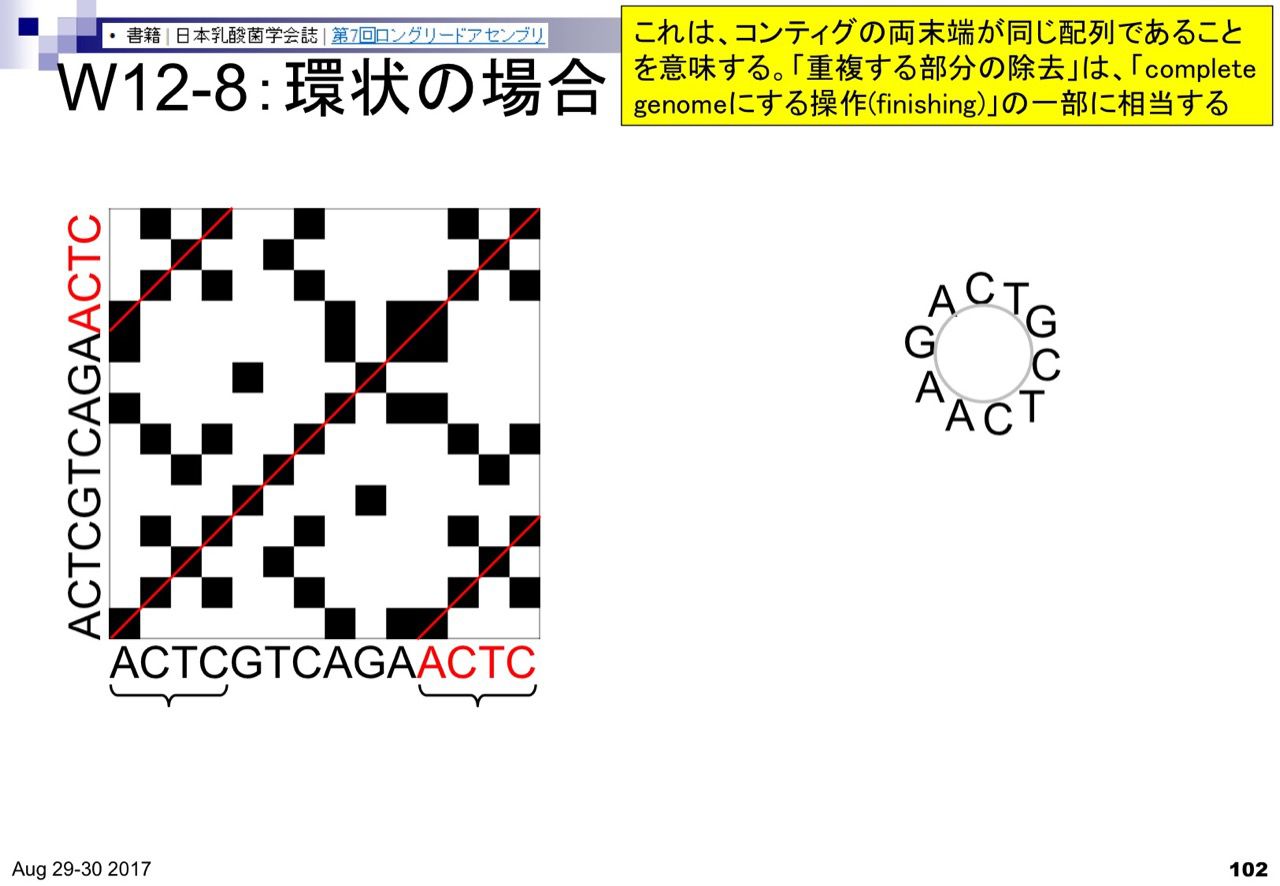 • 書籍 | 日本乳酸菌学会誌 | 第7回ロングリードアセンブリ
W12-8：環状の場合
これは、コンティグの両末端が同じ配列であること
を意味する。「重複する部分の除去」は、「complete
genomeにする操作(finishing)」の一部に相当する
ACTCGTCAGAACTC
ACTCGTCAGAACTC
ACTGCTCAAG
Aug 29-30 2017
102